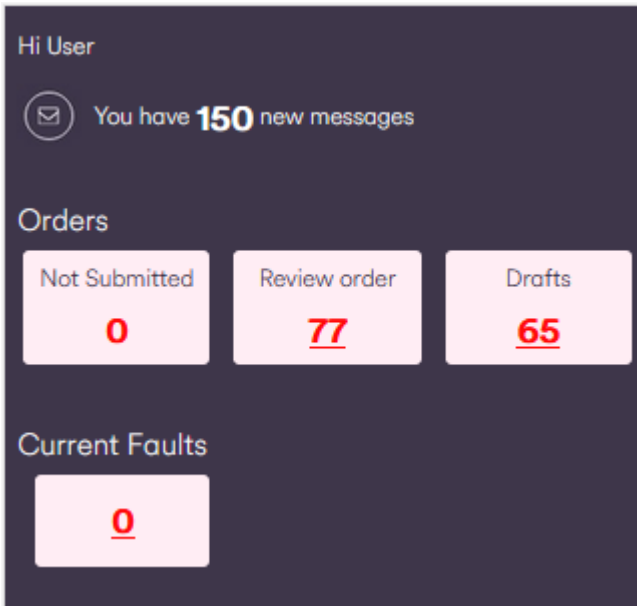 Hi User
You have 150 new messages
Orders
Not Submitted Review order Drafts
0 77 65
Current Faults
0